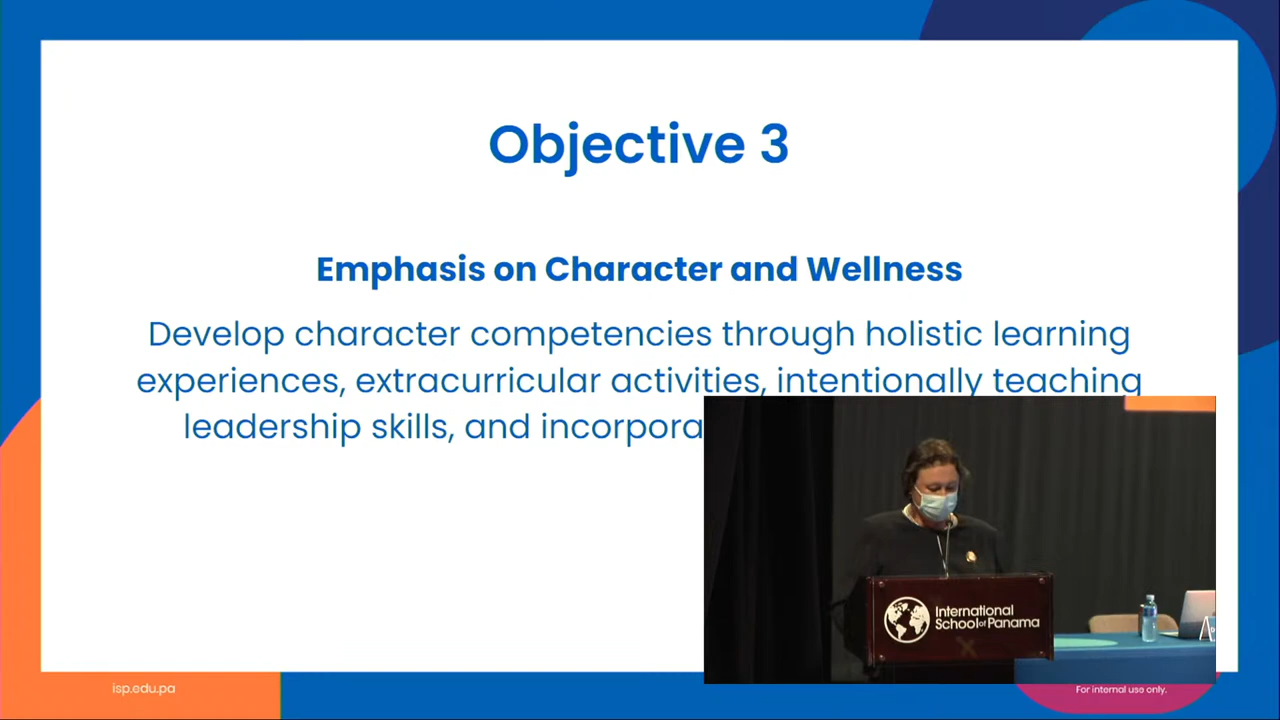 Objective 3
Emphasis on Character and Wellness
Develop character competencies through holistic learning
experiences, extracurricular activities, intentionally teaching
leadership skills, and incorpora
International
School of Panama
isp.edu.pa
For internal use only.